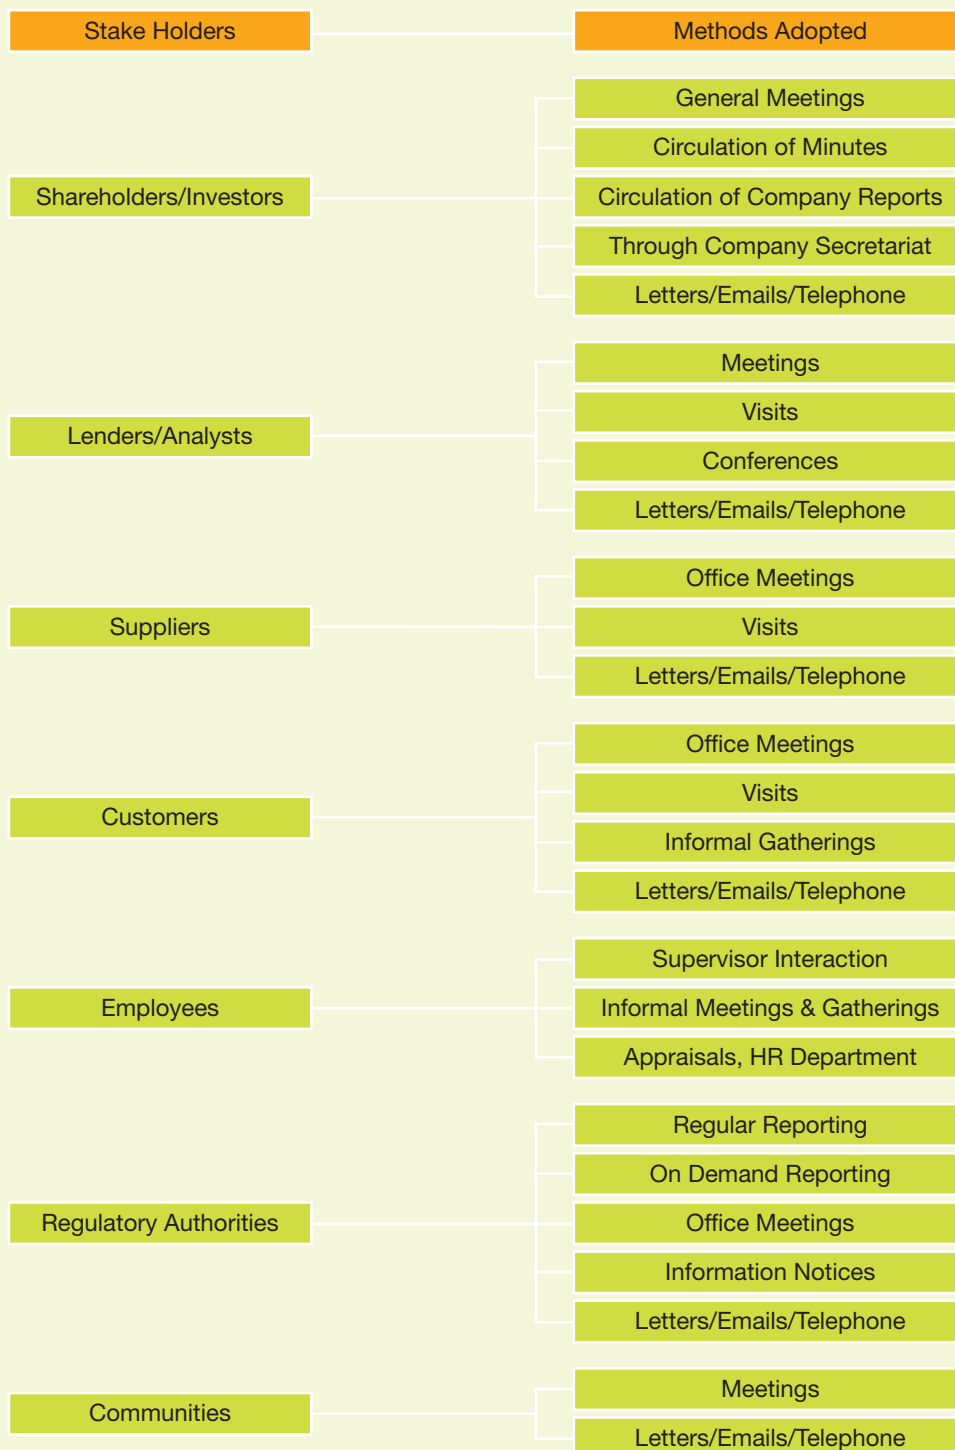 Stake Holders
Methods Adopted
Shareholders/Investors
General Meetings
Circulation of Minutes
Circulation of Company Reports
Through Company Secretariat
Letters/Emails/Telephone
Lenders/Analysts
Meetings
Visits
Conferences
Letters/Emails/Telephone
Suppliers
Office Meetings
Visits
Letters/Emails/Telephone
Customers
Office Meetings
Visits
Informal Gatherings
Letters/Emails/Telephone
Employees
Supervisor Interaction
Informal Meetings & Gatherings
Appraisals, HR Department
Regulatory Authorities
Regular Reporting
On Demand Reporting
Office Meetings
Information Notices
Letters/Emails/Telephone
Communities
Meetings
Letters/Emails/Telephone